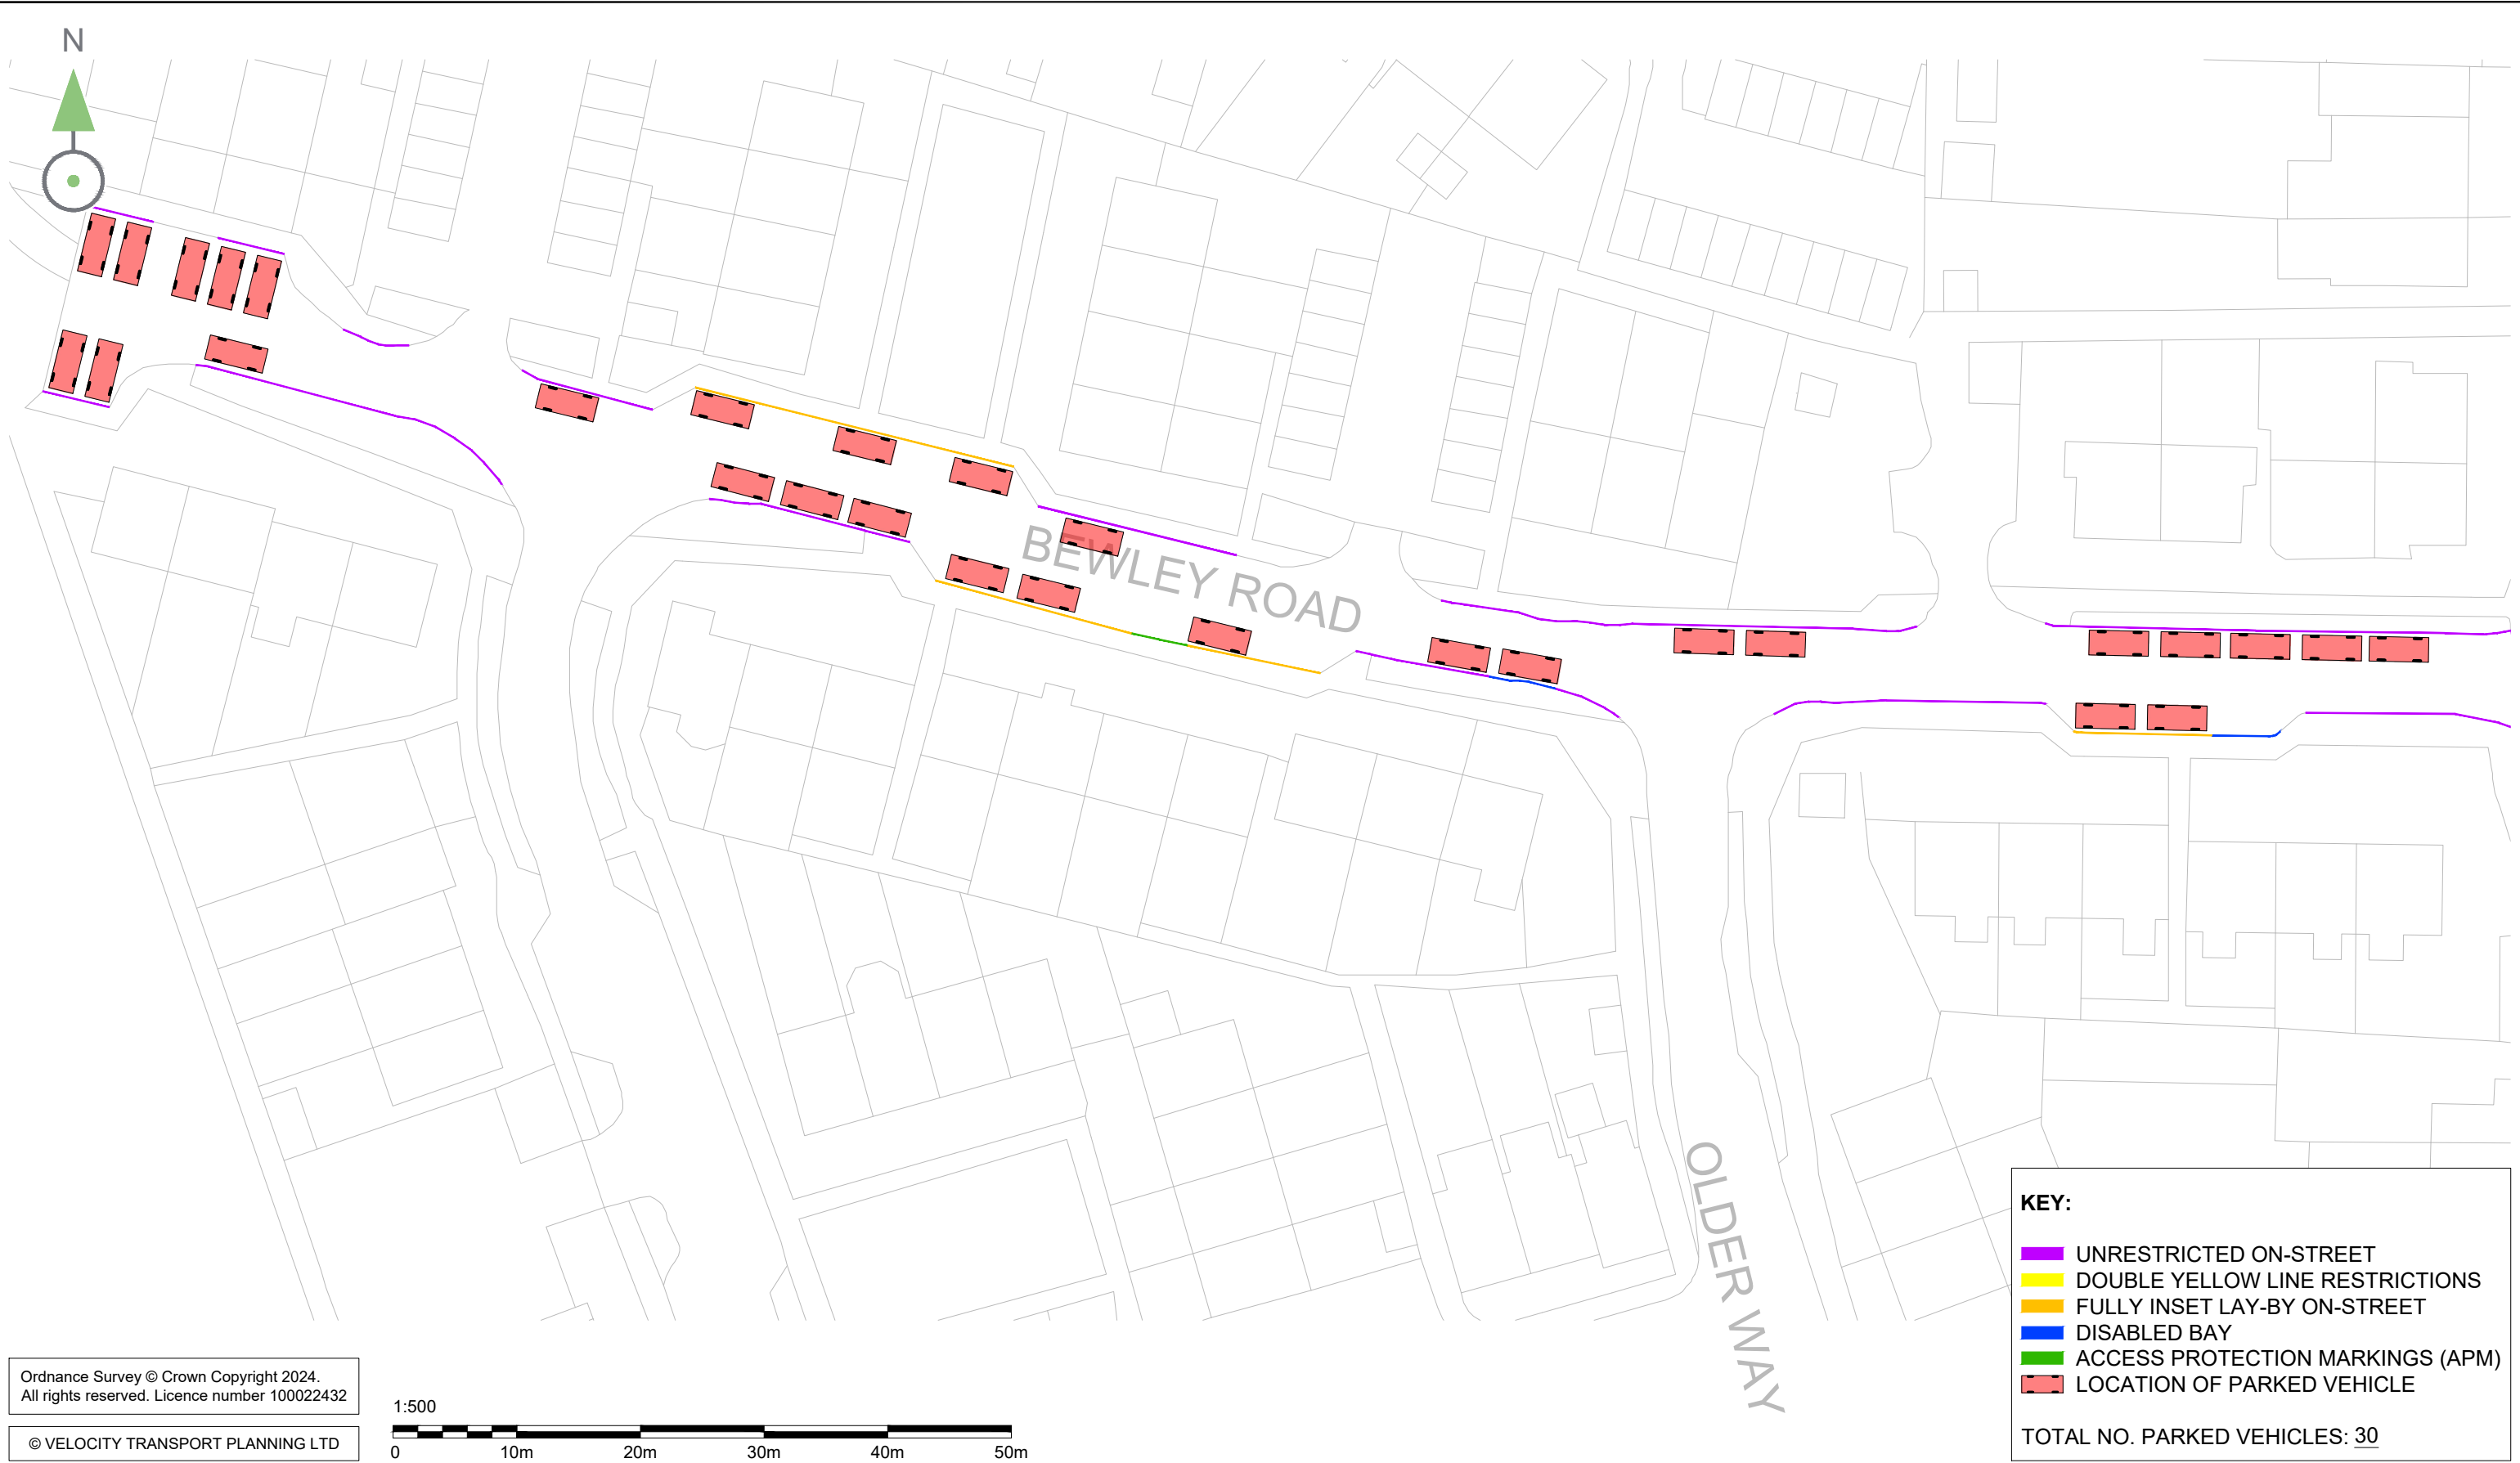 N
BEWLEY ROAD
OLDER WAY
KEY:
UNRESTRICTED ON-STREET
DOUBLE YELLOW LINE RESTRICTIONS
FULLY INSET LAY-BY ON-STREET
DISABLED BAY
ACCESS PROTECTION MARKINGS (APM)
LOCATION OF PARKED VEHICLE
TOTAL NO. PARKED VEHICLES: 30
Ordnance Survey © Crown Copyright 2024.
All rights reserved. Licence number 100022432
© VELOCITY TRANSPORT PLANNING LTD
1:500
0 10m 20m 30m 40m 50m